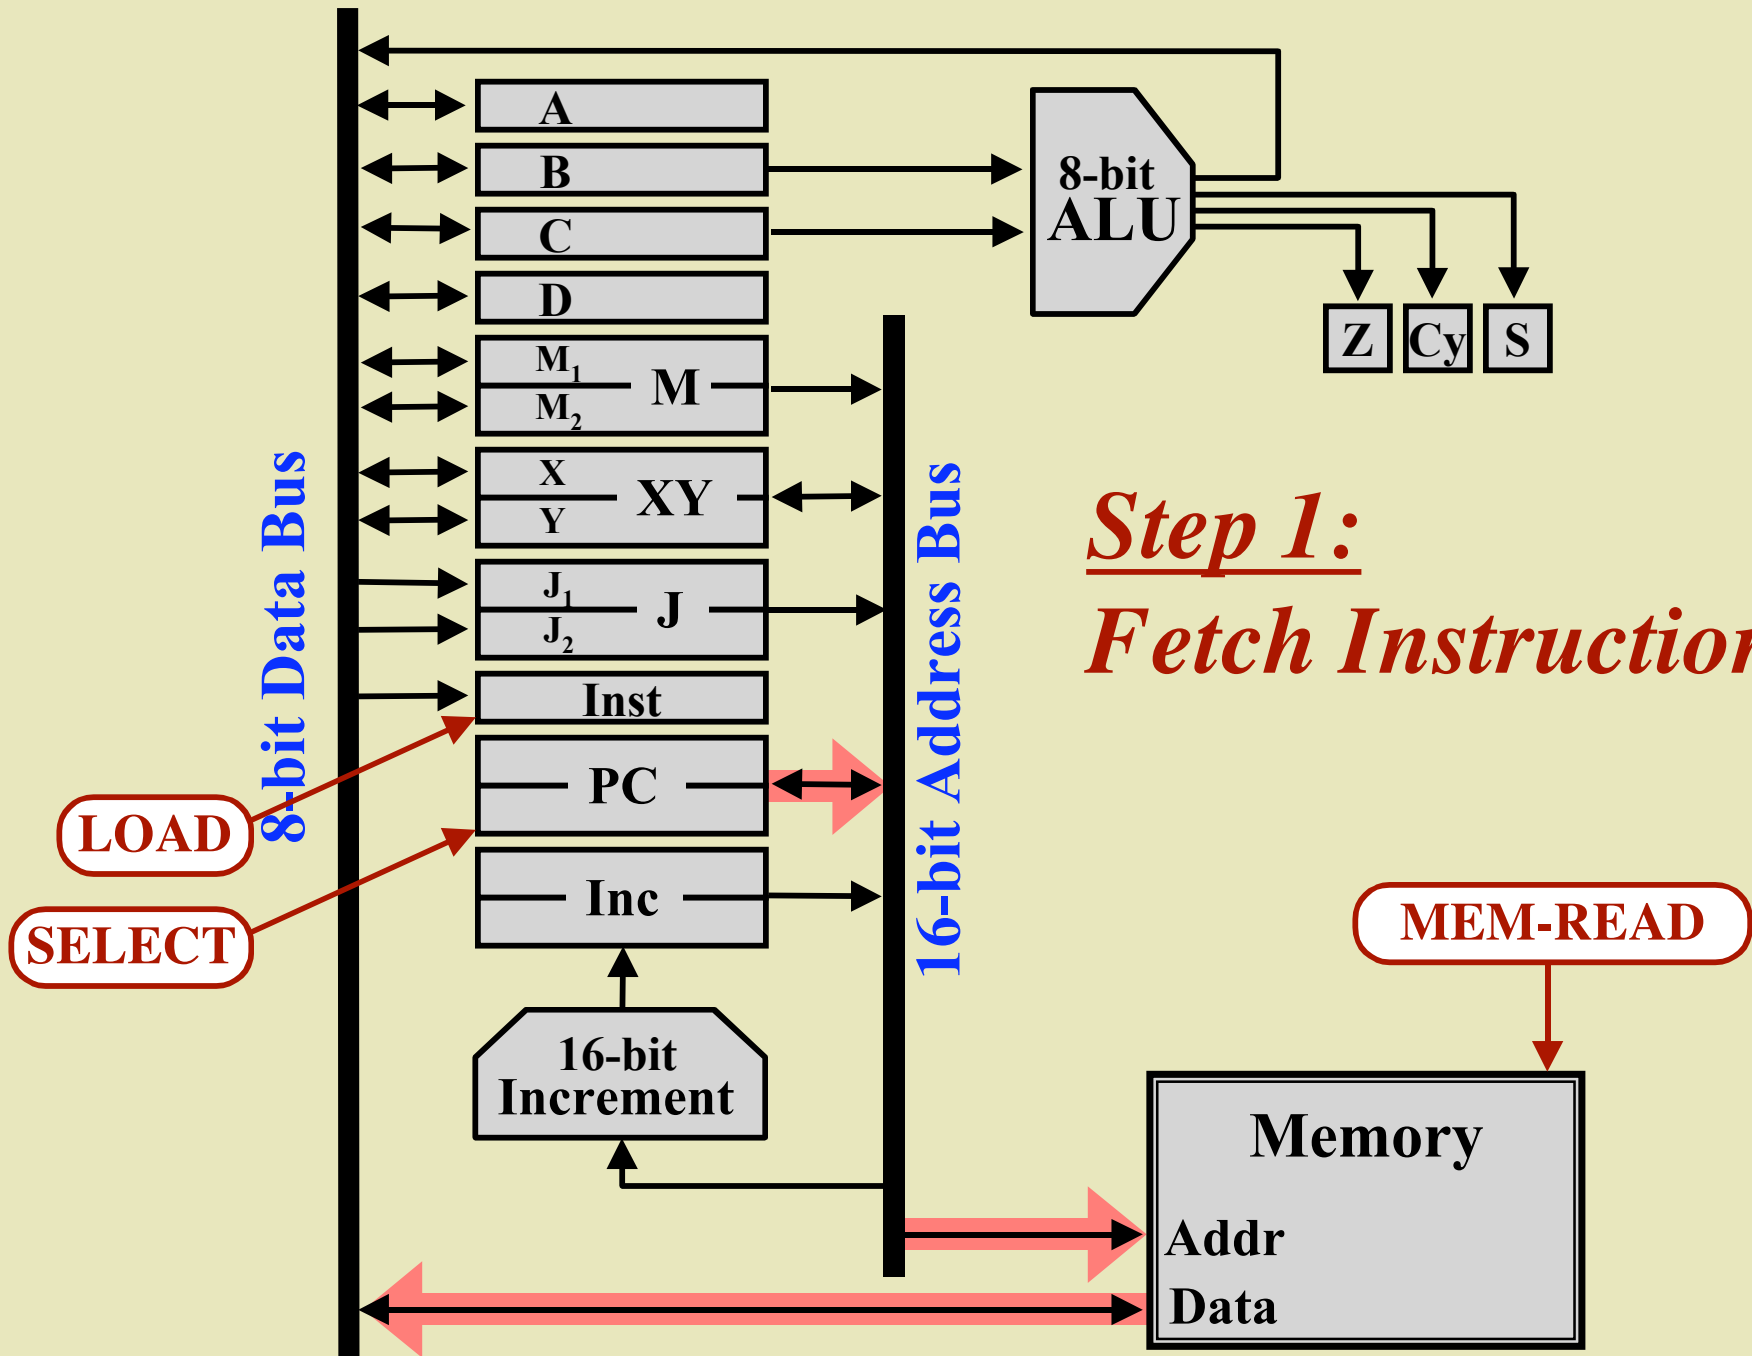 A
B
C
D
M1
M2
M
X
Y
XY
J1
J2
J
Inst
PC
Inc
16-bit
Increment
8-bit
ALU
Z
Cy
S
8-bit Data Bus
16-bit Address Bus
Step 1:
Fetch Instruction
LOAD
SELECT
MEM-READ
Memory
Addr
Data